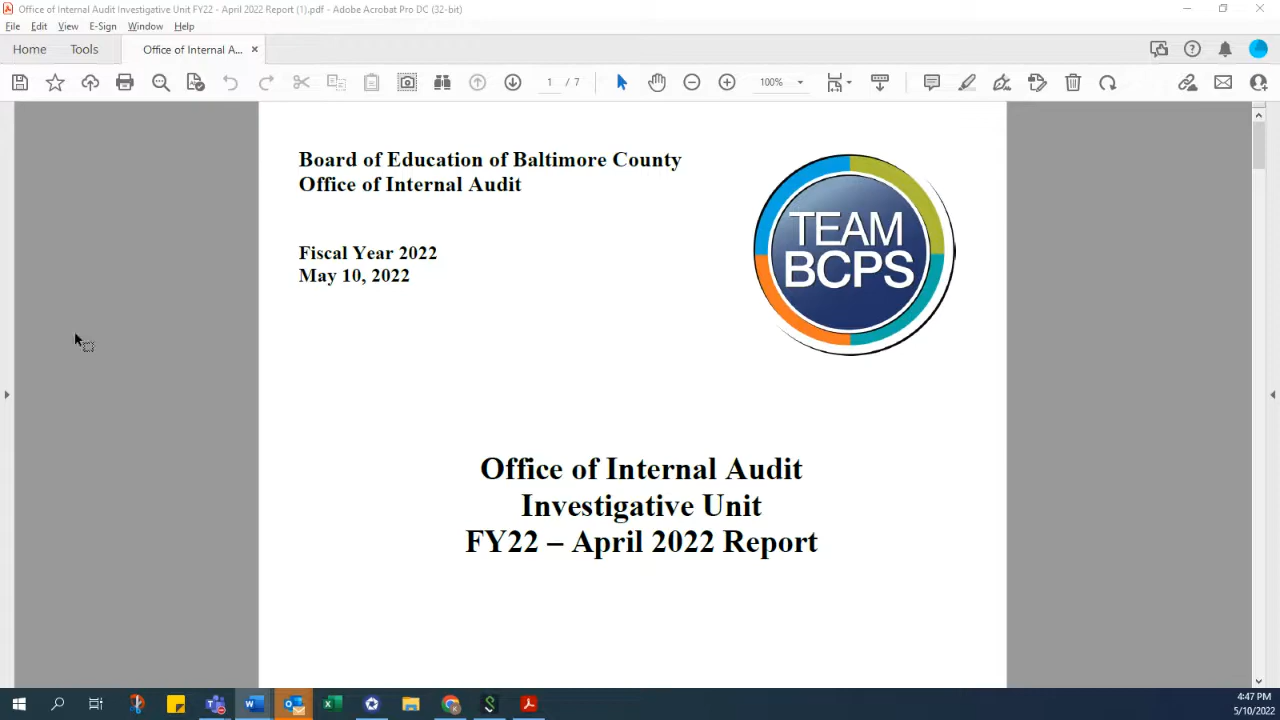 Office of Internal Audit Investigative Unit FY22 - April 2022 Report (1).pdf - Adobe Acrobat Pro DC (32-bit)
File Edit View E-Sign Window Help
Home Tools Office of Internal A... ×
1 / 7 100%
Board of Education of Baltimore County
Office of Internal Audit
Fiscal Year 2022
May 10, 2022
TEAM
BCPS
Office of Internal Audit
Investigative Unit
FY22 – April 2022 Report
4:47 PM
5/10/2022